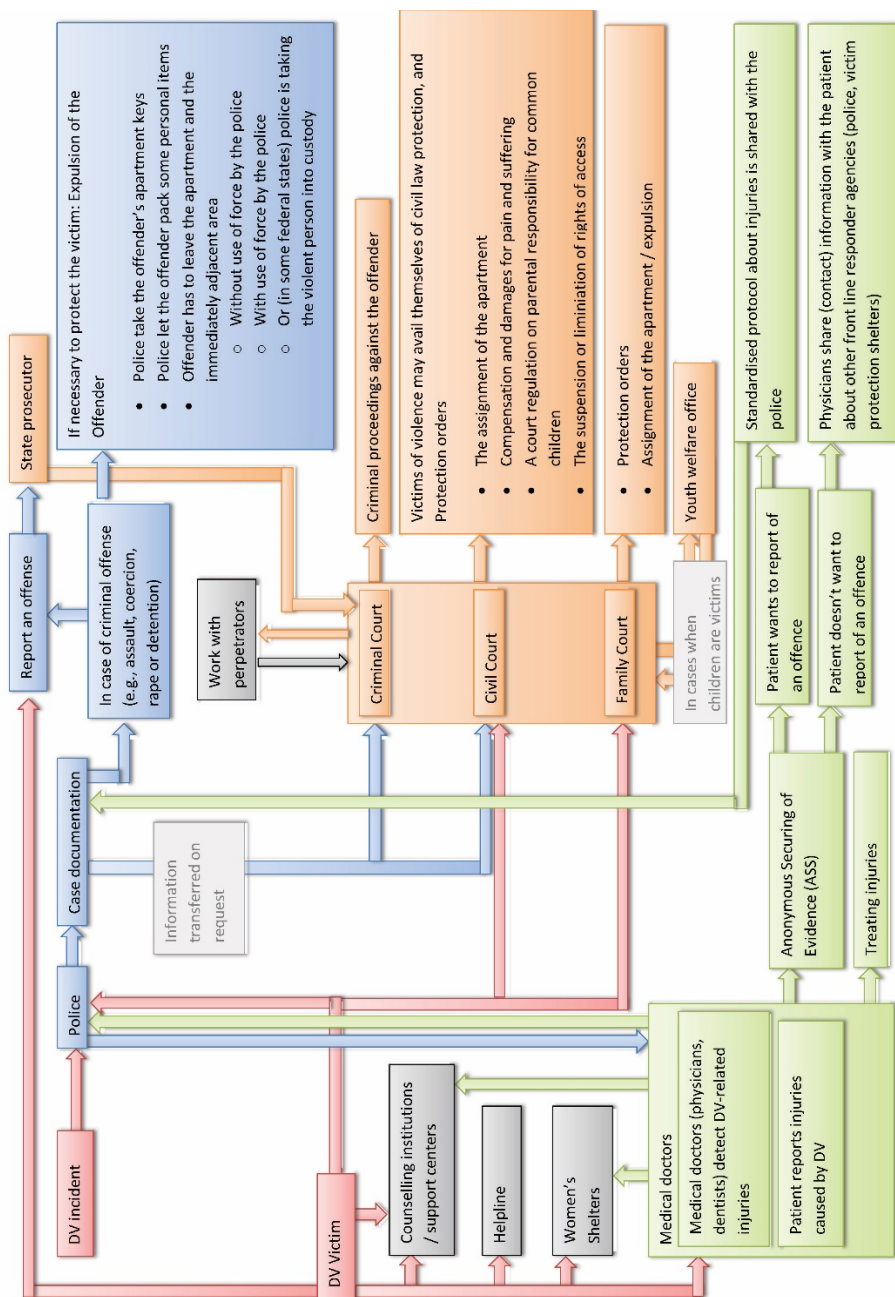 DV incident
Police
Case documentation
Report an offense
State prosecutor
In case of criminal offense
(e.g., assault, coercion,
rape or detention)
If necessary to protect the victim: Expulsion of the
Offender
• Police take the offender's apartment keys
• Police let the offender pack some personal items
• Offender has to leave the apartment and the
immediately adjacent area
○ Without use of force by the police
○ With use of force by the police
○ Or (in some federal states) police is taking
the violent person into custody
Information
transferred on
request
Work with
perpetrators
DV Victim
Counselling institutions
/ support centers
Helpline
Women's
Shelters
Criminal Court
Civil Court
Family Court
Criminal proceedings against the offender
Victims of violence may avail themselves of civil law protection, and
Protection orders
• The assignment of the apartment
• Compensation and damages for pain and suffering
• A court regulation on parental responsibility for common
children
• The suspension or liminiation of rights of access
• Protection orders
• Assignment of the apartment / expulsion
In cases when
children are victims
Youth welfare office
Medical doctors
Medical doctors (physicians,
dentists) detect DV-related
injuries
Patient reports injuries
caused by DV
Anonymous Securing of
Evidence (ASS)
Treating injuries
Patient wants to report of
an offence
Patient doesn't want to
report of an offence
Standardised protocol about injuries is shared with the
police
Physicians share (contact) information with the patient
about other front line responder agencies (police, victim
protection shelters)